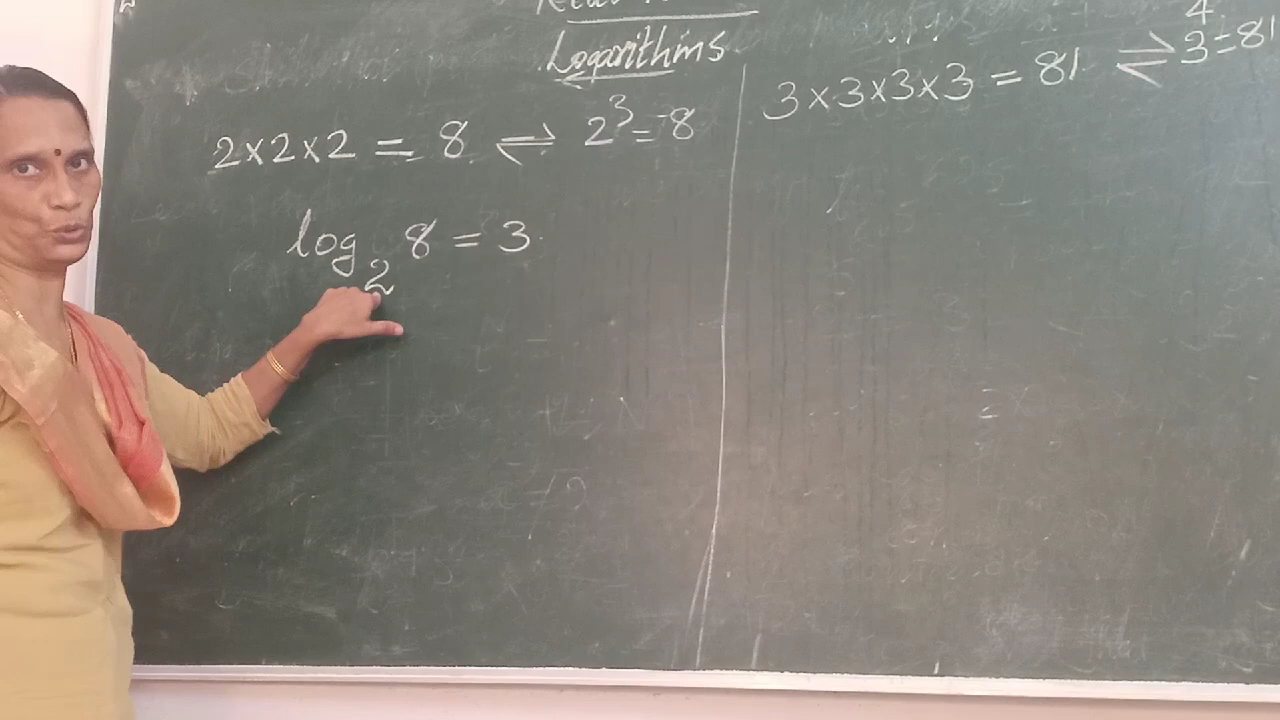 Logarithms
2×2×2 = 8 ⇌ 2³ = 8
log₂ 8 = 3
3×3×3×3 = 81 ⇌ 3⁴ = 81